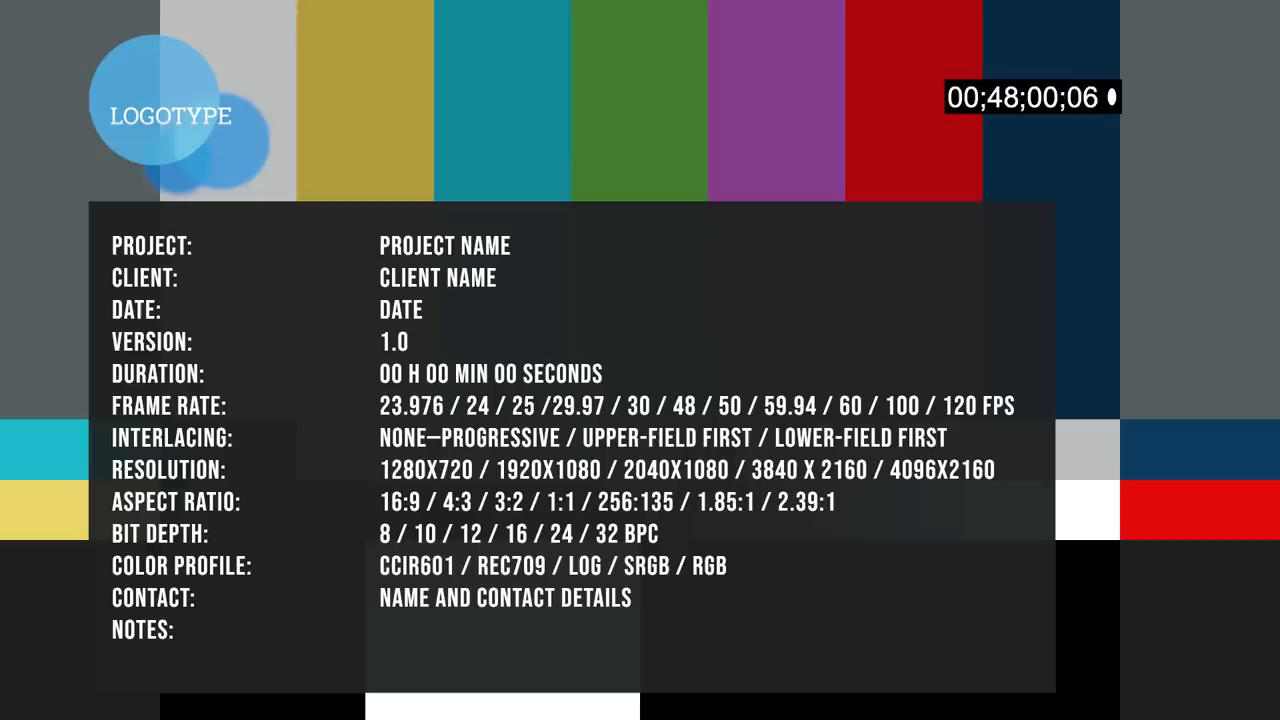 LOGOTYPE
00;48;00;06
PROJECT: PROJECT NAME
CLIENT: CLIENT NAME
DATE: DATE
VERSION: 1.0
DURATION: 00 H 00 MIN 00 SECONDS
FRAME RATE: 23.976 / 24 / 25 /29.97 / 30 / 48 / 50 / 59.94 / 60 / 100 / 120 FPS
INTERLACING: NONE–PROGRESSIVE / UPPER-FIELD FIRST / LOWER-FIELD FIRST
RESOLUTION: 1280X720 / 1920X1080 / 2040X1080 / 3840 X 2160 / 4096X2160
ASPECT RATIO: 16:9 / 4:3 / 3:2 / 1:1 / 256:135 / 1.85:1 / 2.39:1
BIT DEPTH: 8 / 10 / 12 / 16 / 24 / 32 BPC
COLOR PROFILE: CCIR601 / REC709 / LOG / SRGB / RGB
CONTACT: NAME AND CONTACT DETAILS
NOTES: